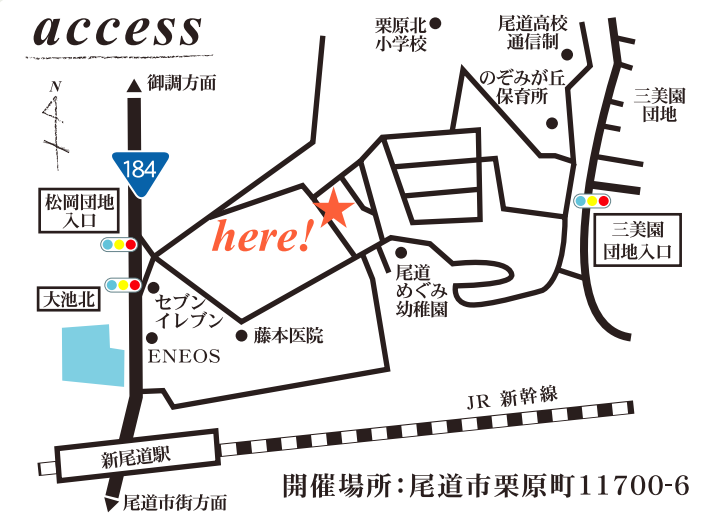 access
栗原北
小学校
尾道高校
通信制
N
御調方面
のぞみが丘
保育所
三美園
団地
184
松岡団地
入口
here!
三美園
団地入口
大池北
セブン
イレブン
尾道
めぐみ
幼稚園
ENEOS
藤本医院
JR 新幹線
新尾道駅
尾道市街方面
開催場所：尾道市栗原町11700-6